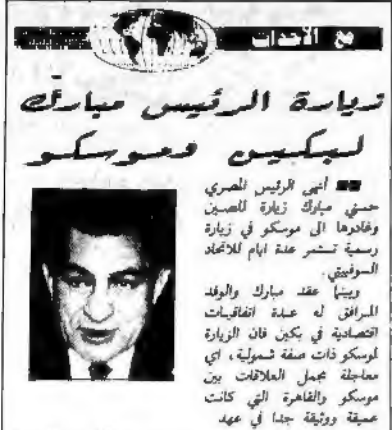 مع الأحداث
زيارة الرئيس مبارك
لبكين وموسكو
أنهى الرئيس المصري
حسني مبارك زيارة للصين
وغادرها الى موسكو في زيارة
رسمية تستمر عدة ايام للاتحاد
السوفييتي.
وبينما عقد مبارك والوفد
المرافق له عدة اتفاقيات
اقتصادية في بكين فان الزيارة
لموسكو ذات صفة شمولية، اي
معالجة مجمل العلاقات بين
موسكو والقاهرة التي كانت
عميقة ووثيقة جدا في عهد